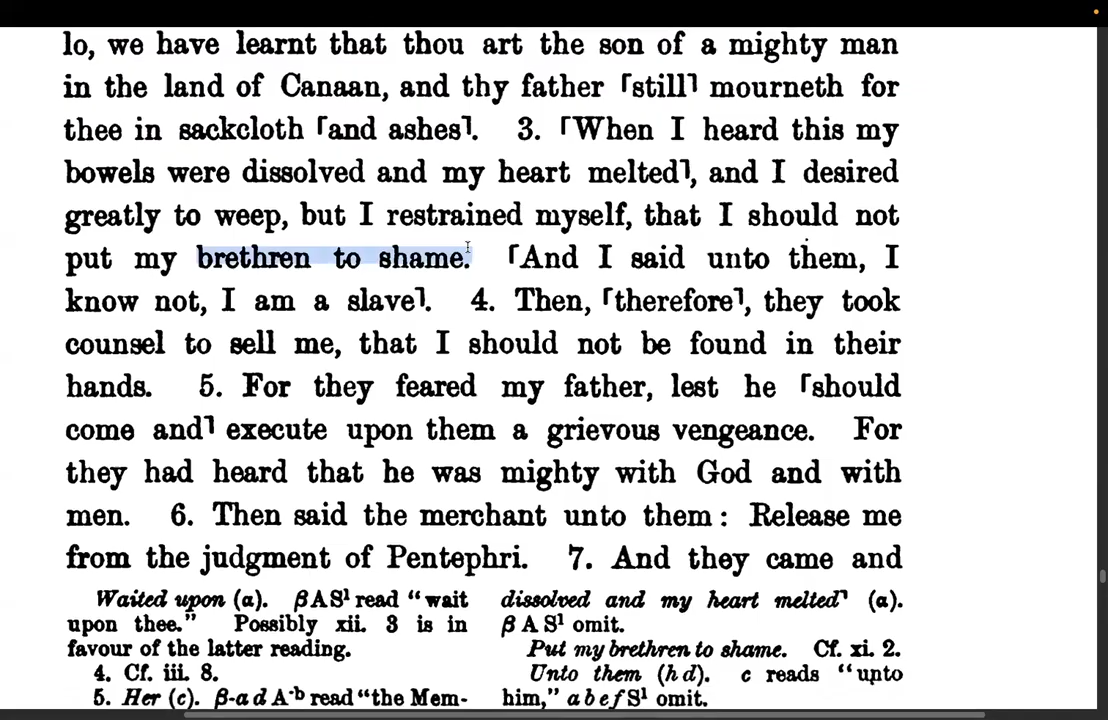 lo, we have learnt that thou art the son of a mighty man
in the land of Canaan, and thy father ⌜still⌝ mourneth for
thee in sackcloth ⌜and ashes⌝. 3. ⌜When I heard this my
bowels were dissolved and my heart melted⌝, and I desired
greatly to weep, but I restrained myself, that I should not
put my brethren to shame. ⌜And I said unto them, I
know not, I am a slave⌝. 4. Then, ⌜therefore⌝, they took
counsel to sell me, that I should not be found in their
hands. 5. For they feared my father, lest he ⌜should
come and⌝ execute upon them a grievous vengeance. For
they had heard that he was mighty with God and with
men. 6. Then said the merchant unto them: Release me
from the judgment of Pentephri. 7. And they came and
Waited upon (α). β A S¹ read "wait
upon thee." Possibly xii. 3 is in
favour of the latter reading.
4. Cf. iii. 8.
5. Her (c). β-a d A⁻ᵇ read "the Mem-
dissolved and my heart melted⌝ (α).
β A S¹ omit.
Put my brethren to shame. Cf. xi. 2.
Unto them (h d). c reads "unto
him," a b e f S¹ omit.